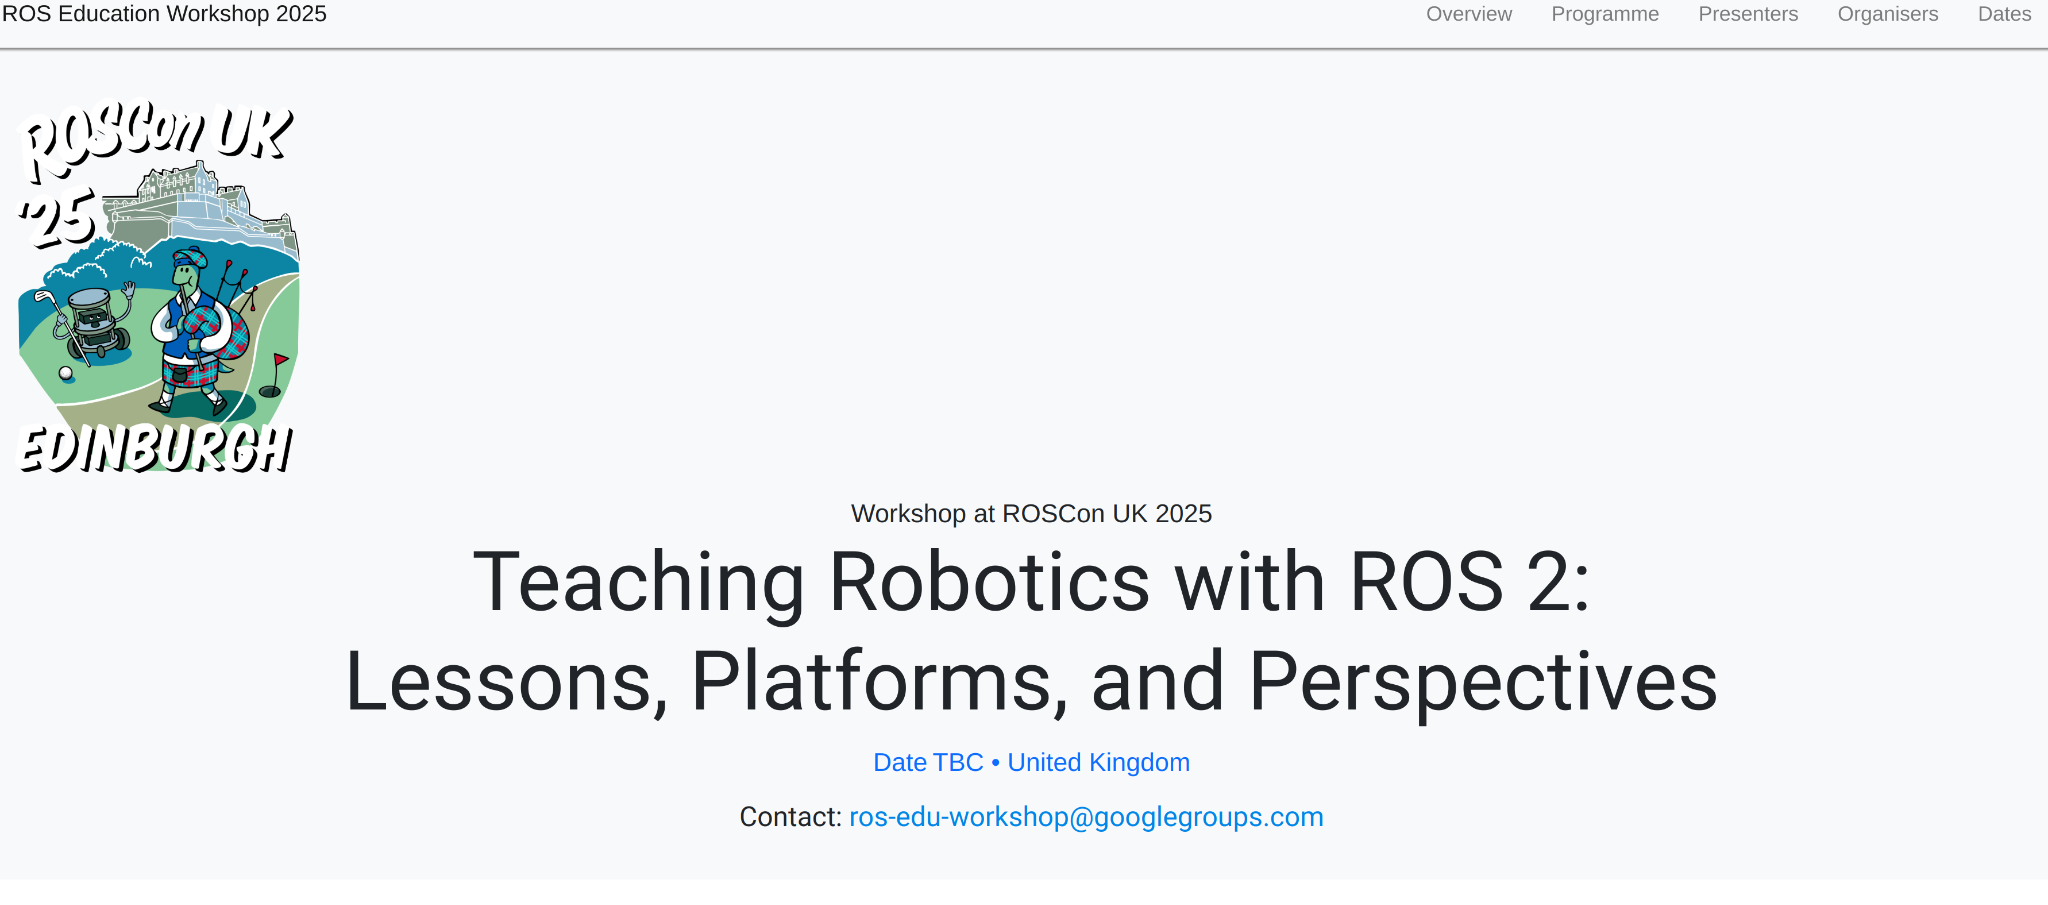 ROS Education Workshop 2025
Overview Programme Presenters Organisers Dates
ROSCon UK
'25
EDINBURGH
Workshop at ROSCon UK 2025
Teaching Robotics with ROS 2:
Lessons, Platforms, and Perspectives
Date TBC • United Kingdom
Contact: ros-edu-workshop@googlegroups.com